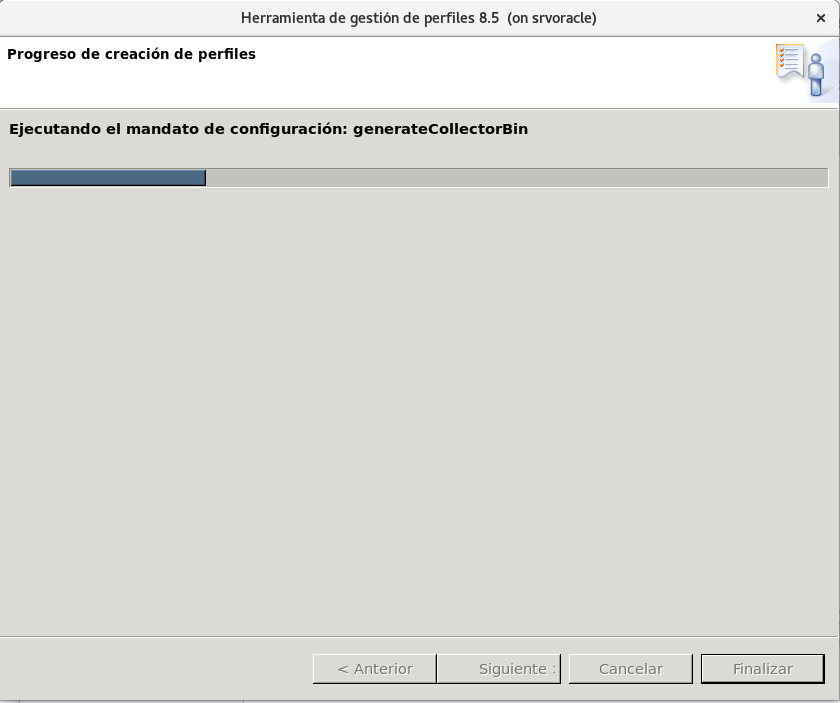 Herramienta de gestión de perfiles 8.5 (on srvoracle)
Progreso de creación de perfiles
Ejecutando el mandato de configuración: generateCollectorBin
< Anterior
Siguiente :
Cancelar
Finalizar